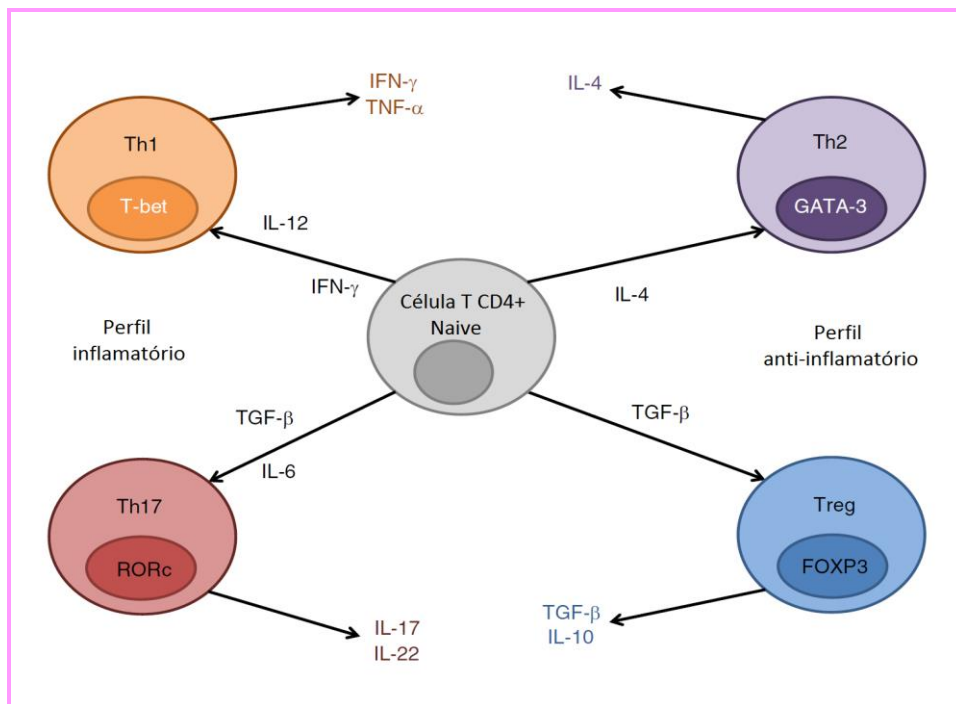 IFN-γ
TNF-α
IL-4
Th1
T-bet
Th2
GATA-3
IL-12
IFN-γ
IL-4
Célula T CD4+
Naive
Perfil
inflamatório
Perfil
anti-inflamatório
TGF-β
IL-6
TGF-β
Th17
RORc
Treg
FOXP3
IL-17
IL-22
TGF-β
IL-10